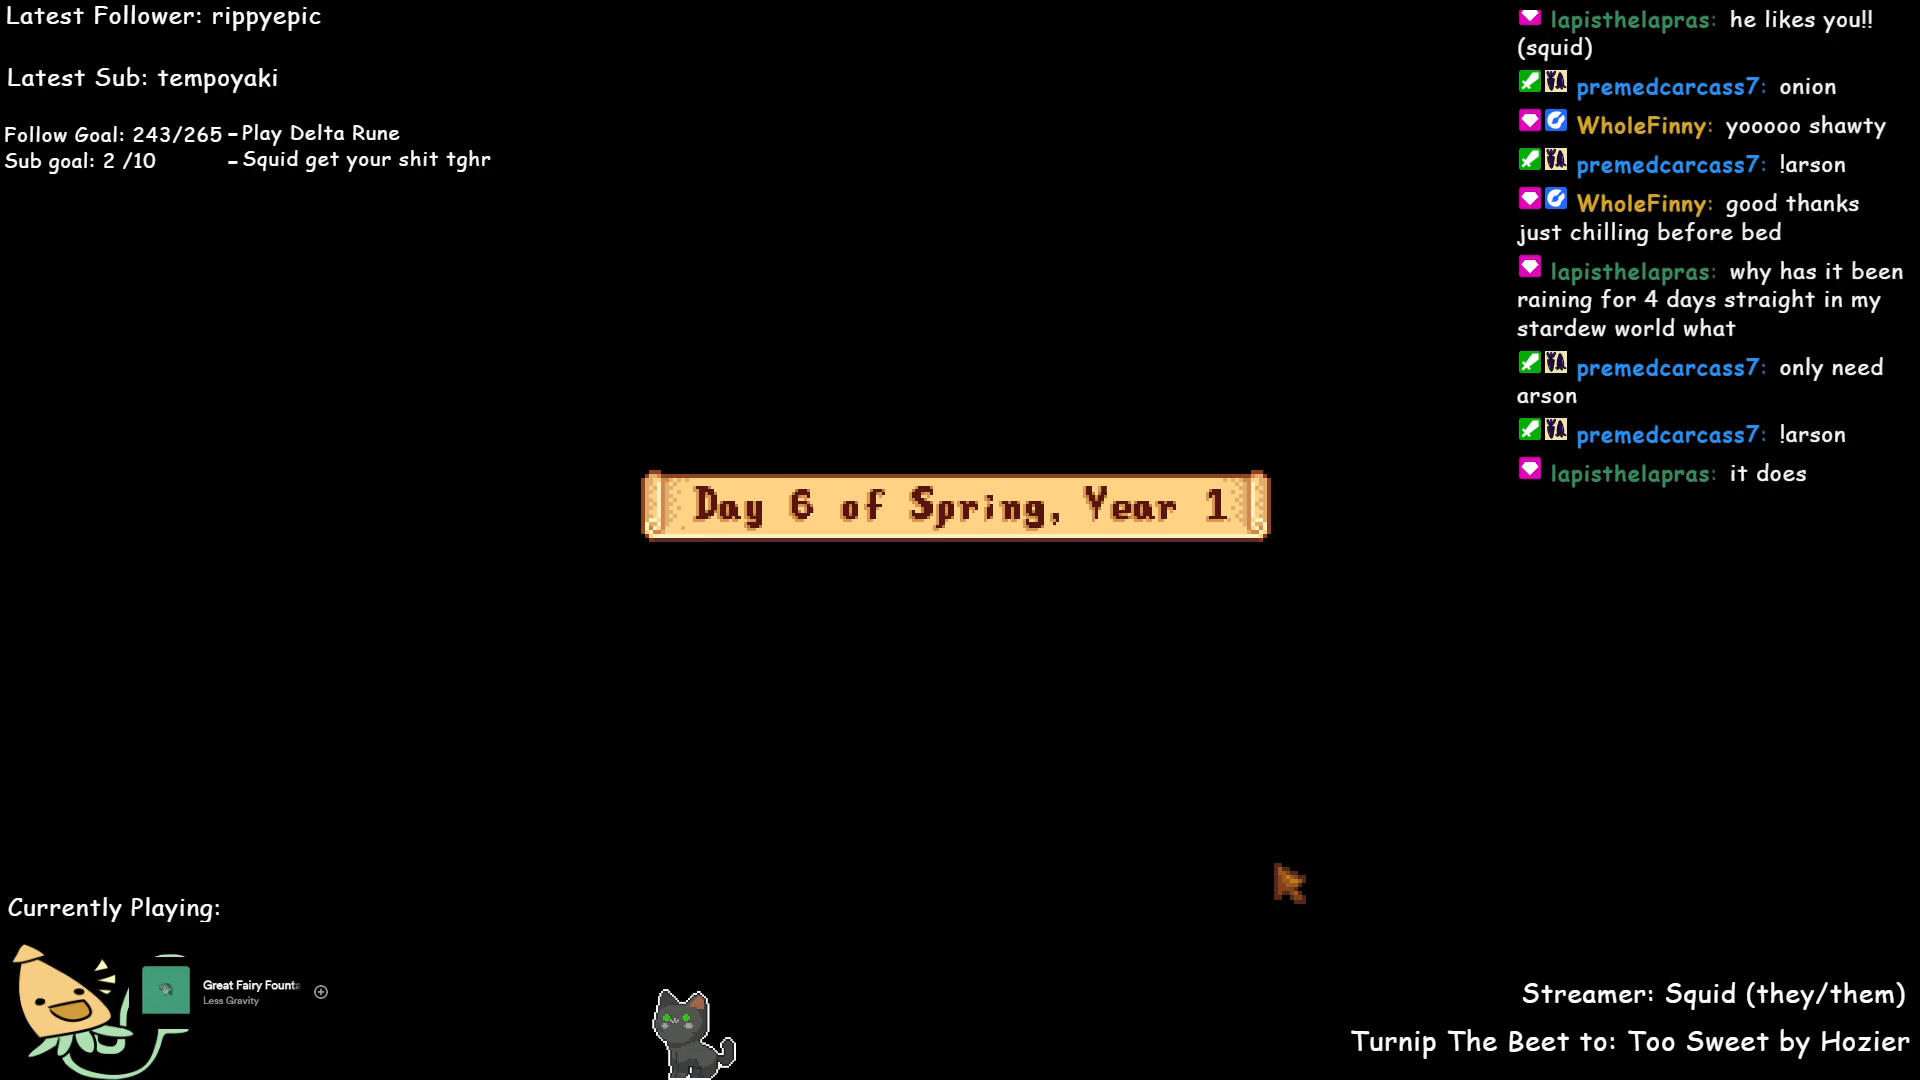 Latest Follower: rippyepic
Latest Sub: tempoyaki
Follow Goal: 243/265 -Play Delta Rune
Sub goal: 2 /10 -Squid get your shit tghr
lapisthelapras: he likes you!!
(squid)
premedcarcass7: onion
WholeFinny: yooooo shawty
premedcarcass7: !arson
WholeFinny: good thanks
just chilling before bed
lapisthelapras: why has it been
raining for 4 days straight in my
stardew world what
premedcarcass7: only need
arson
premedcarcass7: !arson
lapisthelapras: it does
Day 6 of Spring, Year 1
Currently Playing:
Great Fairy Founta
Less Gravity
Streamer: Squid (they/them)
Turnip The Beet to: Too Sweet by Hozier